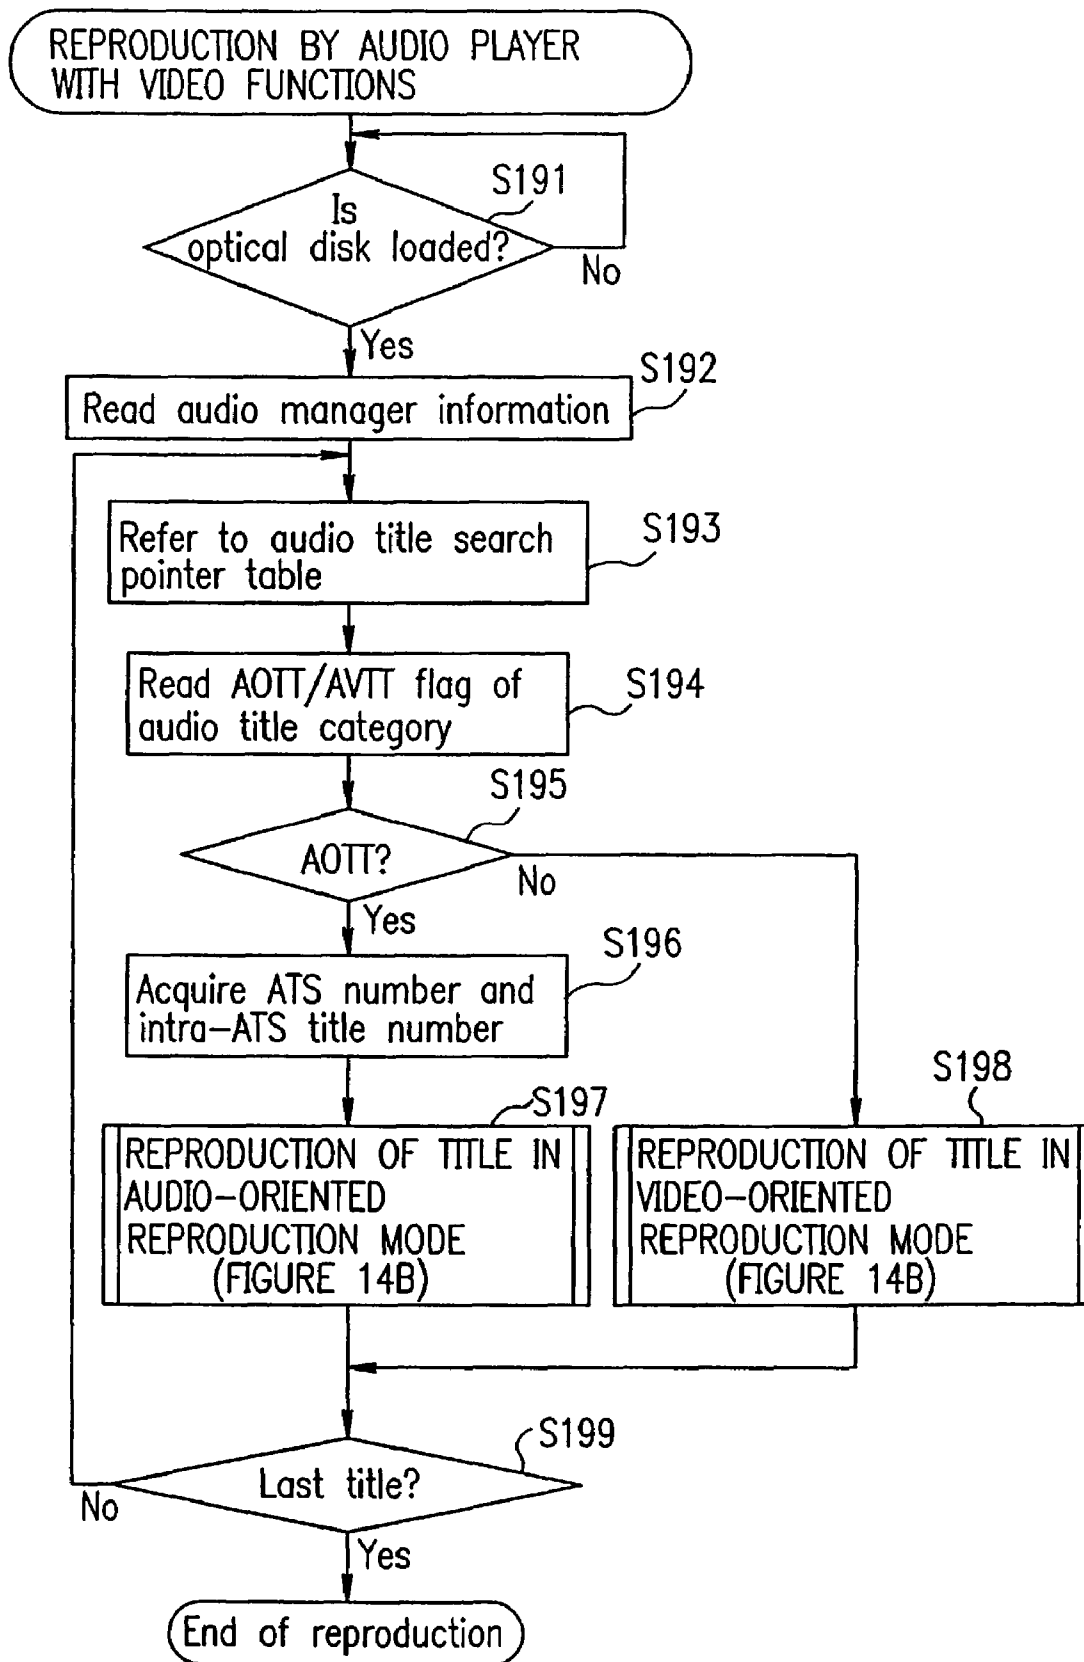 REPRODUCTION BY AUDIO PLAYER
WITH VIDEO FUNCTIONS
S191
Is
optical disk loaded?
No
Yes
S192
Read audio manager information
S193
Refer to audio title search
pointer table
S194
Read AOTT/AVTT flag of
audio title category
S195
AOTT?
No
Yes
S196
Acquire ATS number and
intra-ATS title number
S197
REPRODUCTION OF TITLE IN
AUDIO-ORIENTED
REPRODUCTION MODE
(FIGURE 14B)
S198
REPRODUCTION OF TITLE IN
VIDEO-ORIENTED
REPRODUCTION MODE
(FIGURE 14B)
S199
Last title?
No
Yes
End of reproduction